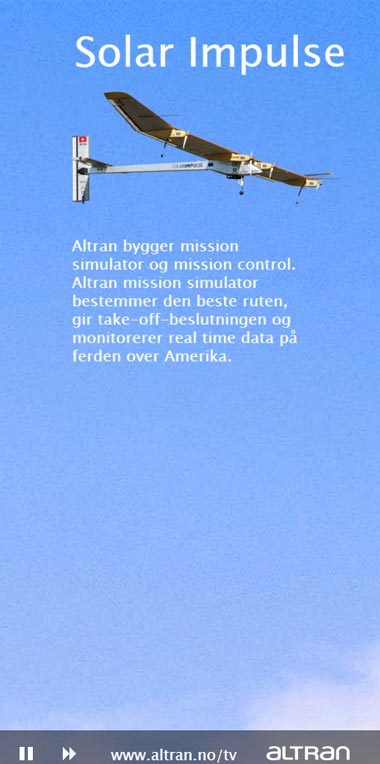 Solar Impulse
SOLARIMPULSE
Altran bygger mission
simulator og mission control.
Altran mission simulator
bestemmer den beste ruten,
gir take-off-beslutningen og
monitorerer real time data på
ferden over Amerika.
www.altran.no/tv
ALTRAN